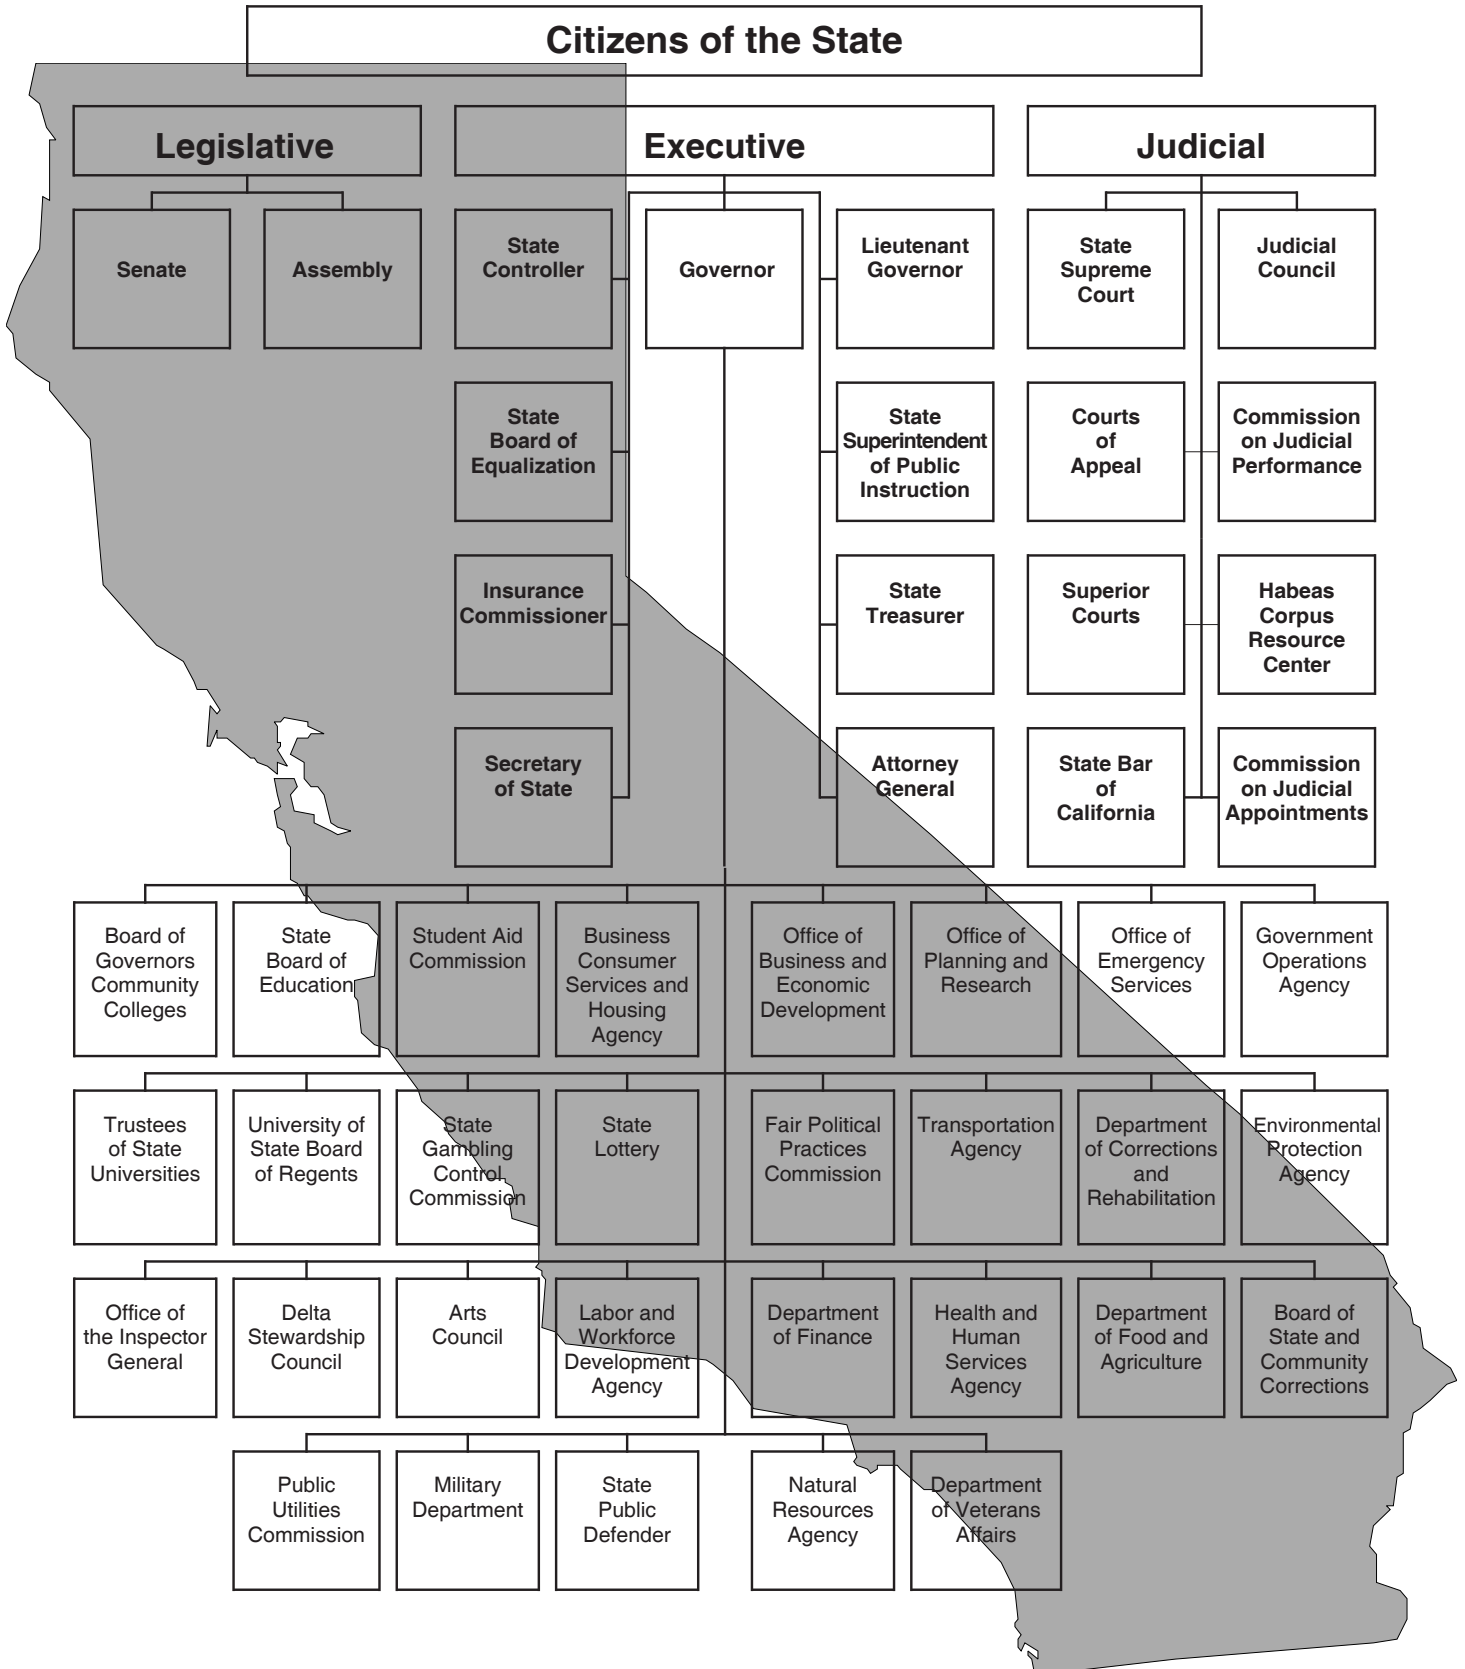 Citizens of the State
Legislative
Executive
Judicial
Senate
Assembly
State
Controller
Governor
Lieutenant
Governor
State
Supreme
Court
Judicial
Council
State
Board of
Equalization
State
Superintendent
of Public
Instruction
Courts
of
Appeal
Commission
on Judicial
Performance
Insurance
Commissioner
State
Treasurer
Superior
Courts
Habeas
Corpus
Resource
Center
Secretary
of State
Attorney
General
State Bar
of
California
Commission
on Judicial
Appointments
Board of
Governors
Community
Colleges
State
Board of
Education
Student Aid
Commission
Business
Consumer
Services and
Housing
Agency
Office of
Business and
Economic
Development
Office of
Planning and
Research
Office of
Emergency
Services
Government
Operations
Agency
Trustees
of State
Universities
University of
State Board
of Regents
State
Gambling
Control
Commission
State
Lottery
Fair Political
Practices
Commission
Transportation
Agency
Department
of Corrections
and
Rehabilitation
Environmental
Protection
Agency
Office of
the Inspector
General
Delta
Stewardship
Council
Arts
Council
Labor and
Workforce
Development
Agency
Department
of Finance
Health and
Human
Services
Agency
Department
of Food and
Agriculture
Board of
State and
Community
Corrections
Public
Utilities
Commission
Military
Department
State
Public
Defender
Natural
Resources
Agency
Department
of Veterans
Affairs